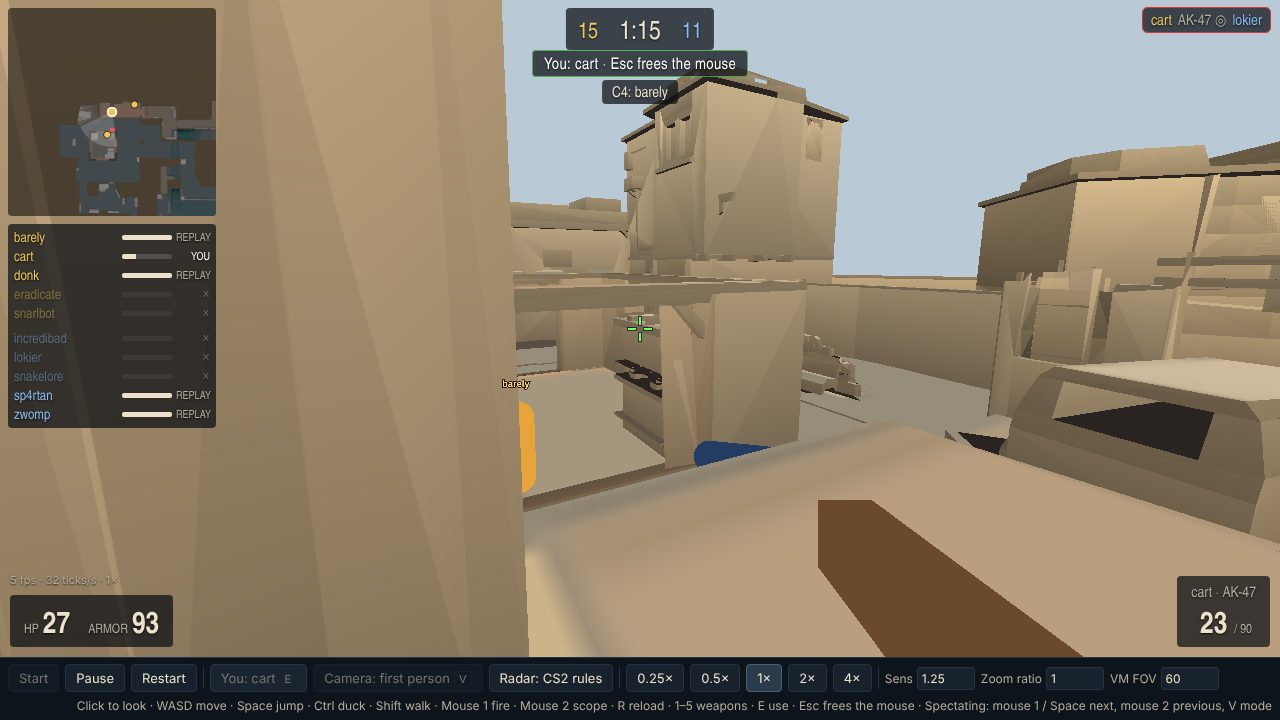 15 1:15 11
You: cart · Esc frees the mouse
C4: barely
cart AK-47 ◎ lokier
barely REPLAY
cart YOU
donk REPLAY
eradicate ×
snarlbot ×
incredibad ×
lokier ×
snakelore ×
sp4rtan REPLAY
zwomp REPLAY
barely
5 fps · 32 ticks/s · 1×
HP 27 ARMOR 93
cart · AK-47
23 / 90
Start Pause Restart You: cart E Camera: first person V Radar: CS2 rules 0.25× 0.5× 1× 2× 4× Sens 1.25 Zoom ratio 1 VM FOV 60
Click to look · WASD move · Space jump · Ctrl duck · Shift walk · Mouse 1 fire · Mouse 2 scope · R reload · 1–5 weapons · E use · Esc frees the mouse · Spectating: mouse 1 / Space next, mouse 2 previous, V mode